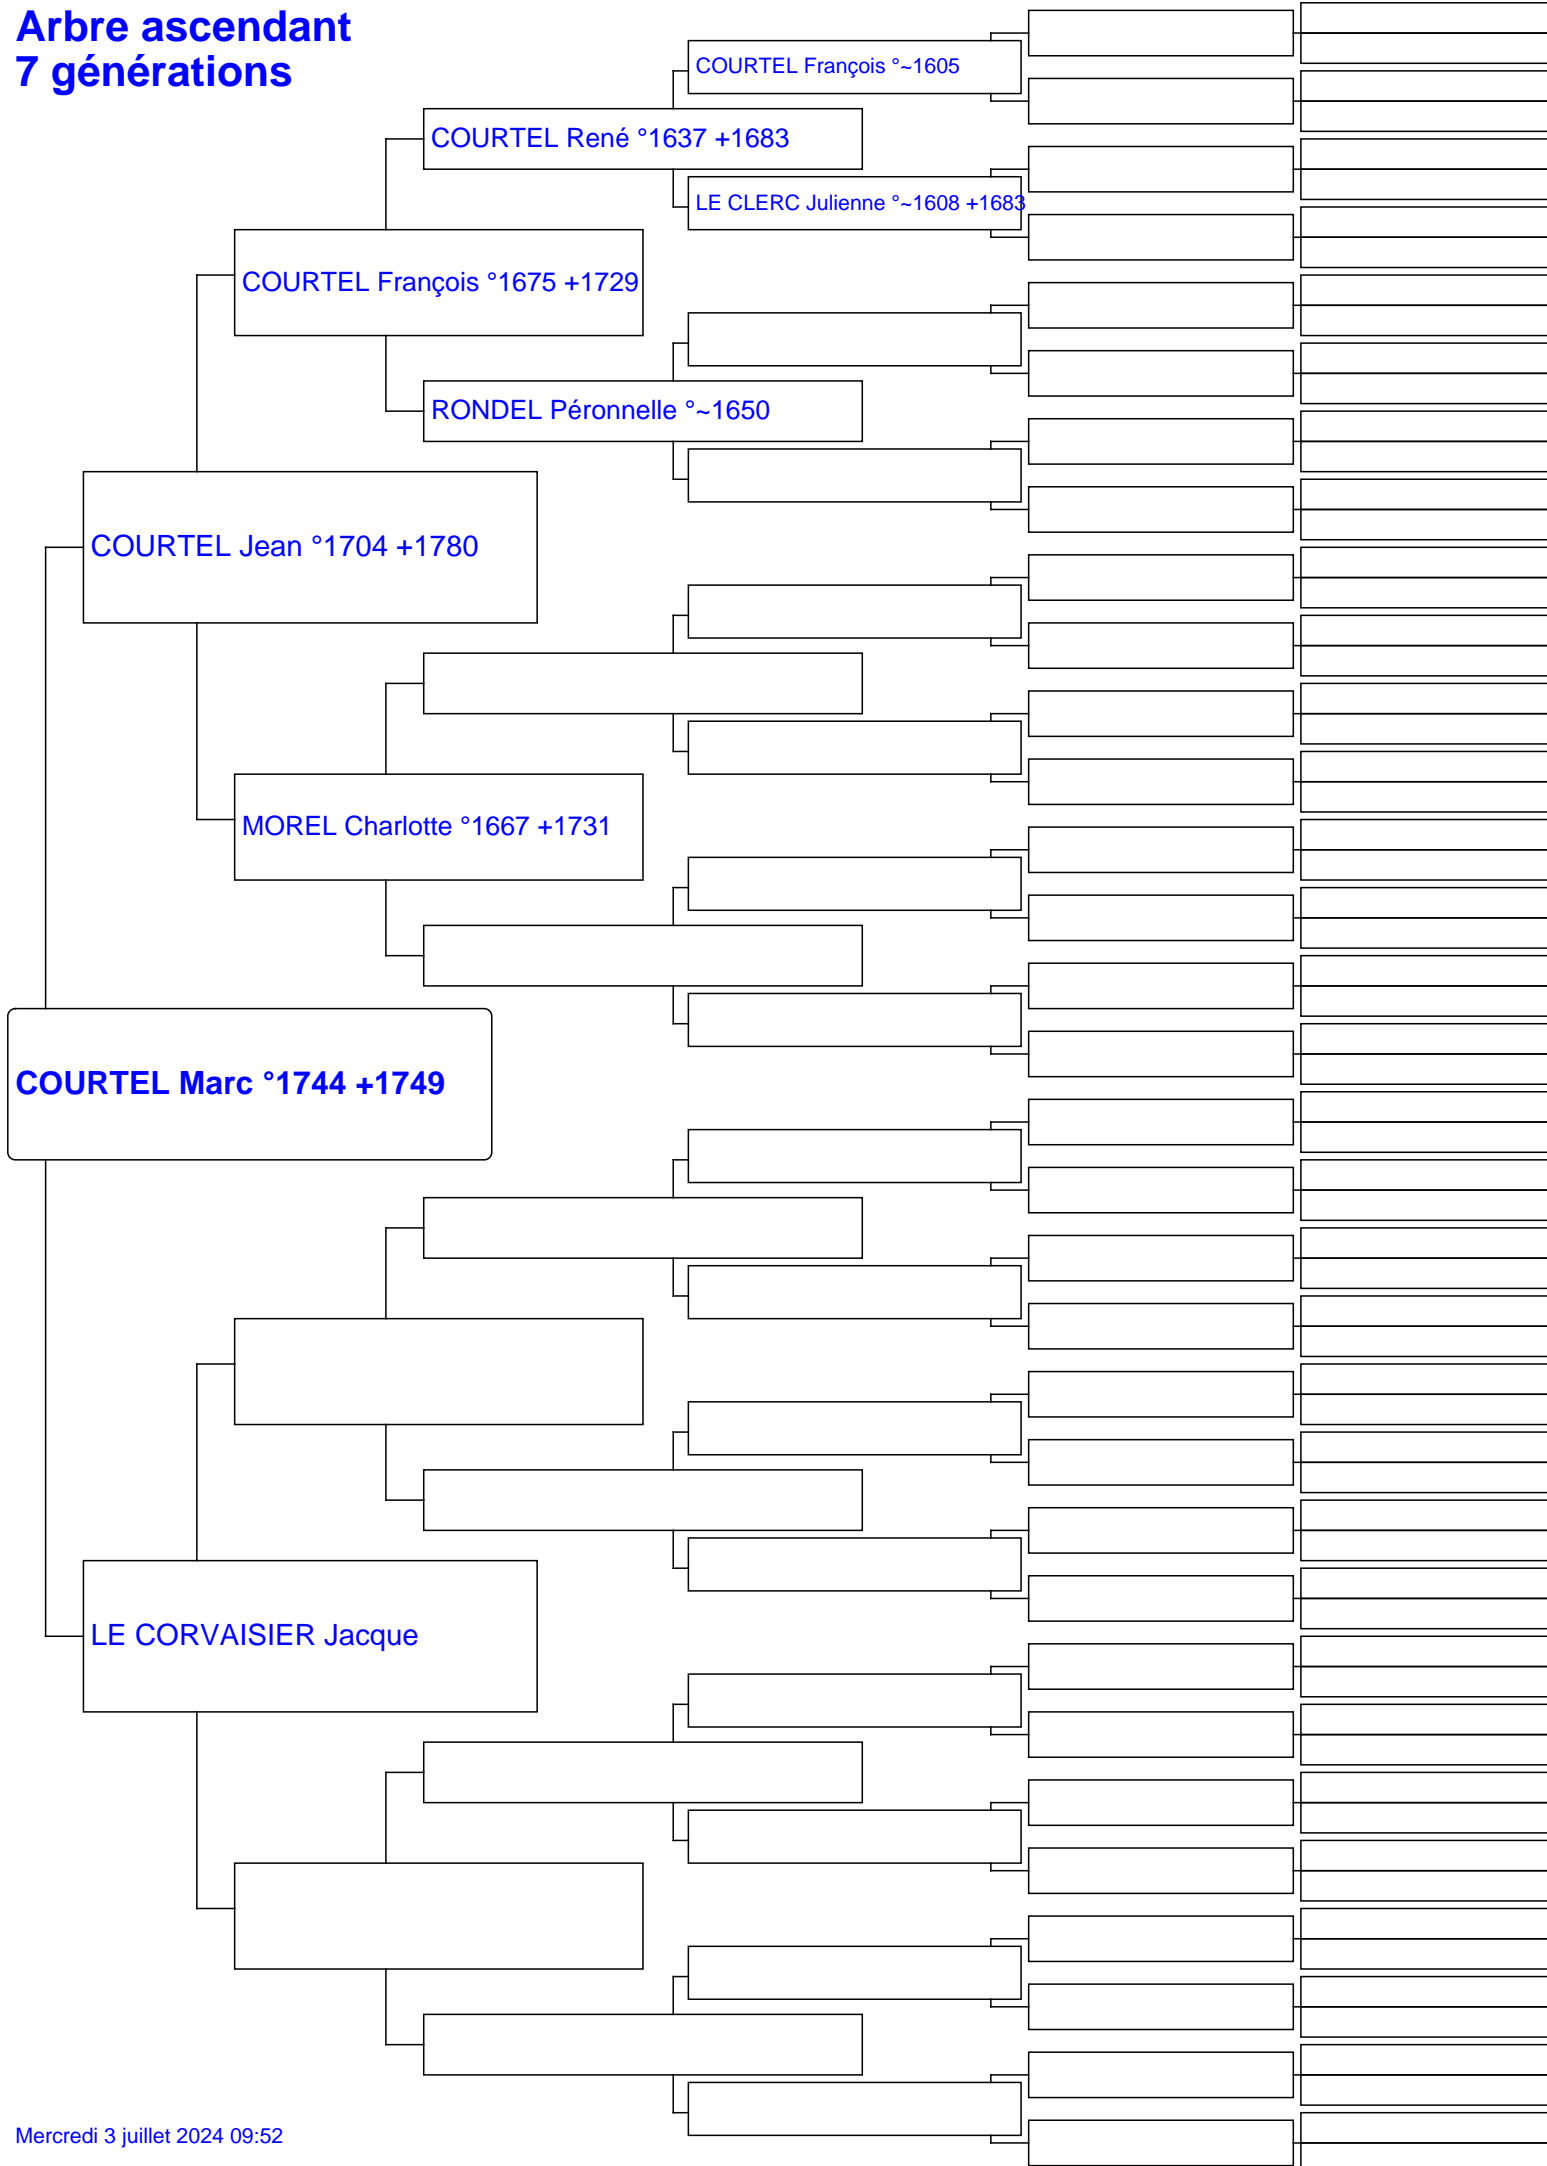 Arbre ascendant
7 générations
COURTEL François °~1605
COURTEL René °1637 +1683
LE CLERC Julienne °~1608 +1683
COURTEL François °1675 +1729
RONDEL Péronnelle °~1650
COURTEL Jean °1704 +1780
MOREL Charlotte °1667 +1731
COURTEL Marc °1744 +1749
LE CORVAISIER Jacque
Mercredi 3 juillet 2024 09:52